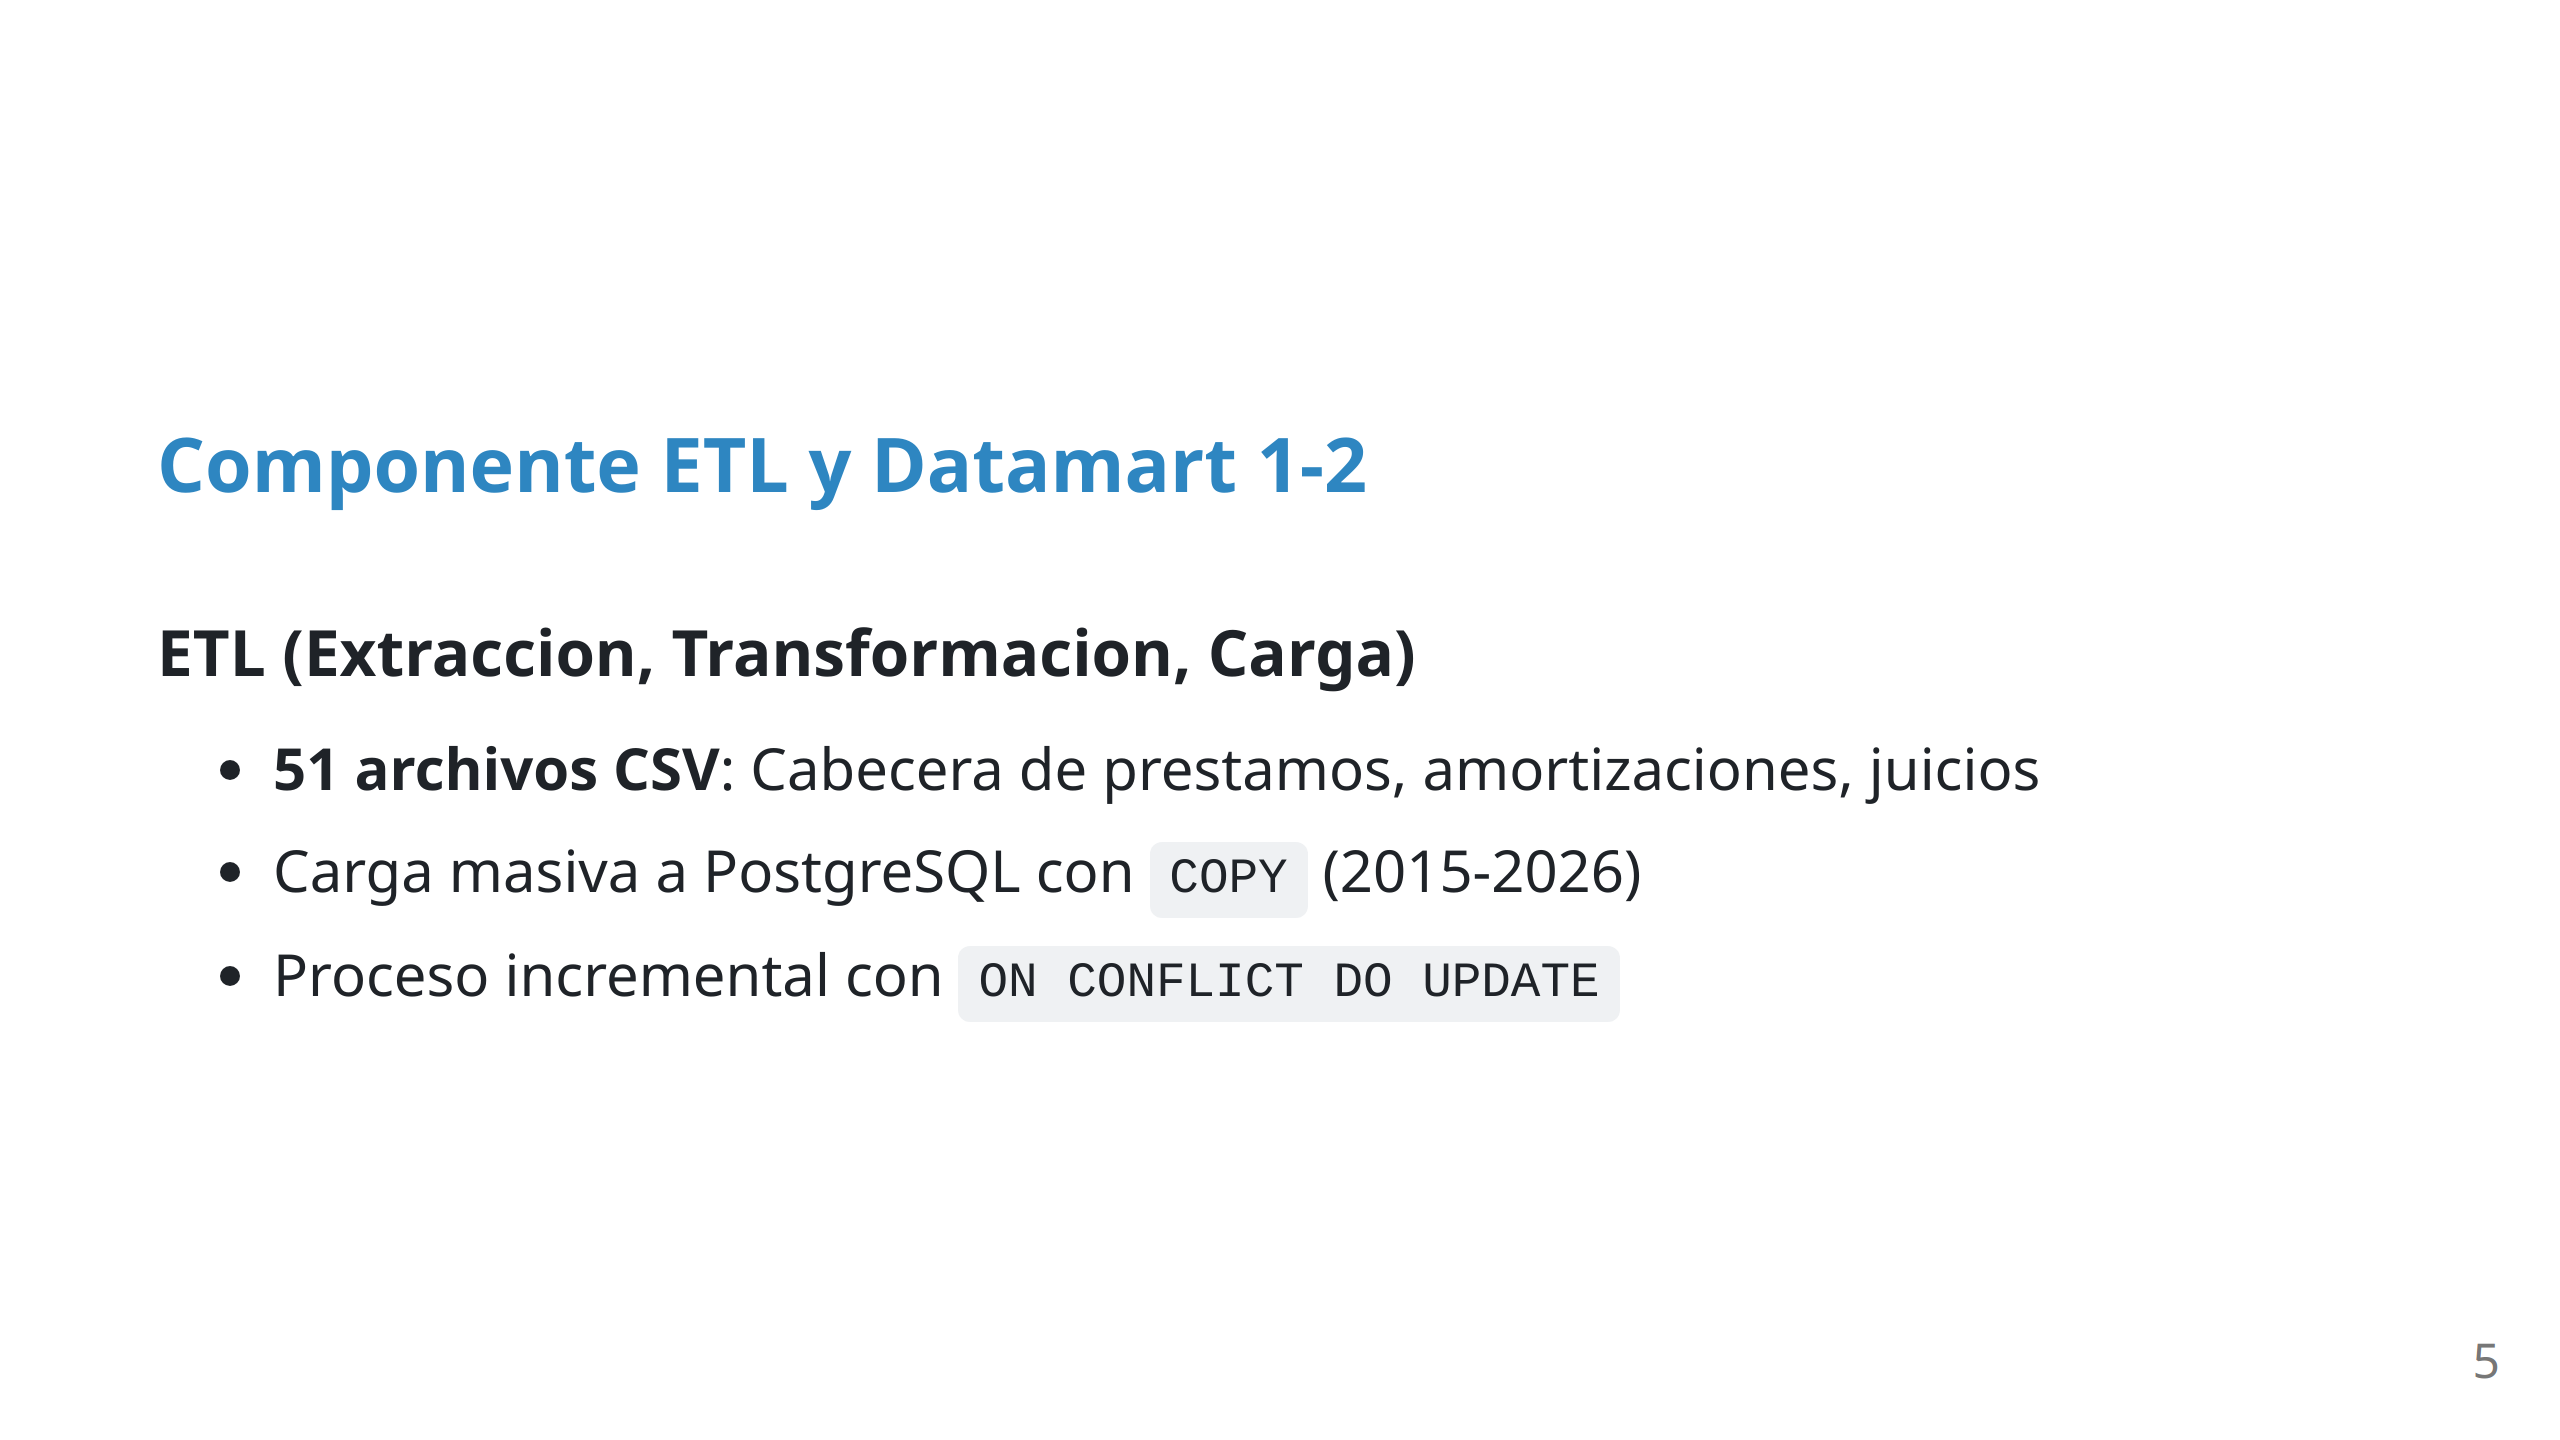 Componente ETL y Datamart 1-2
ETL (Extraccion, Transformacion, Carga)
• 51 archivos CSV: Cabecera de prestamos, amortizaciones, juicios
• Carga masiva a PostgreSQL con COPY (2015-2026)
• Proceso incremental con ON CONFLICT DO UPDATE
5